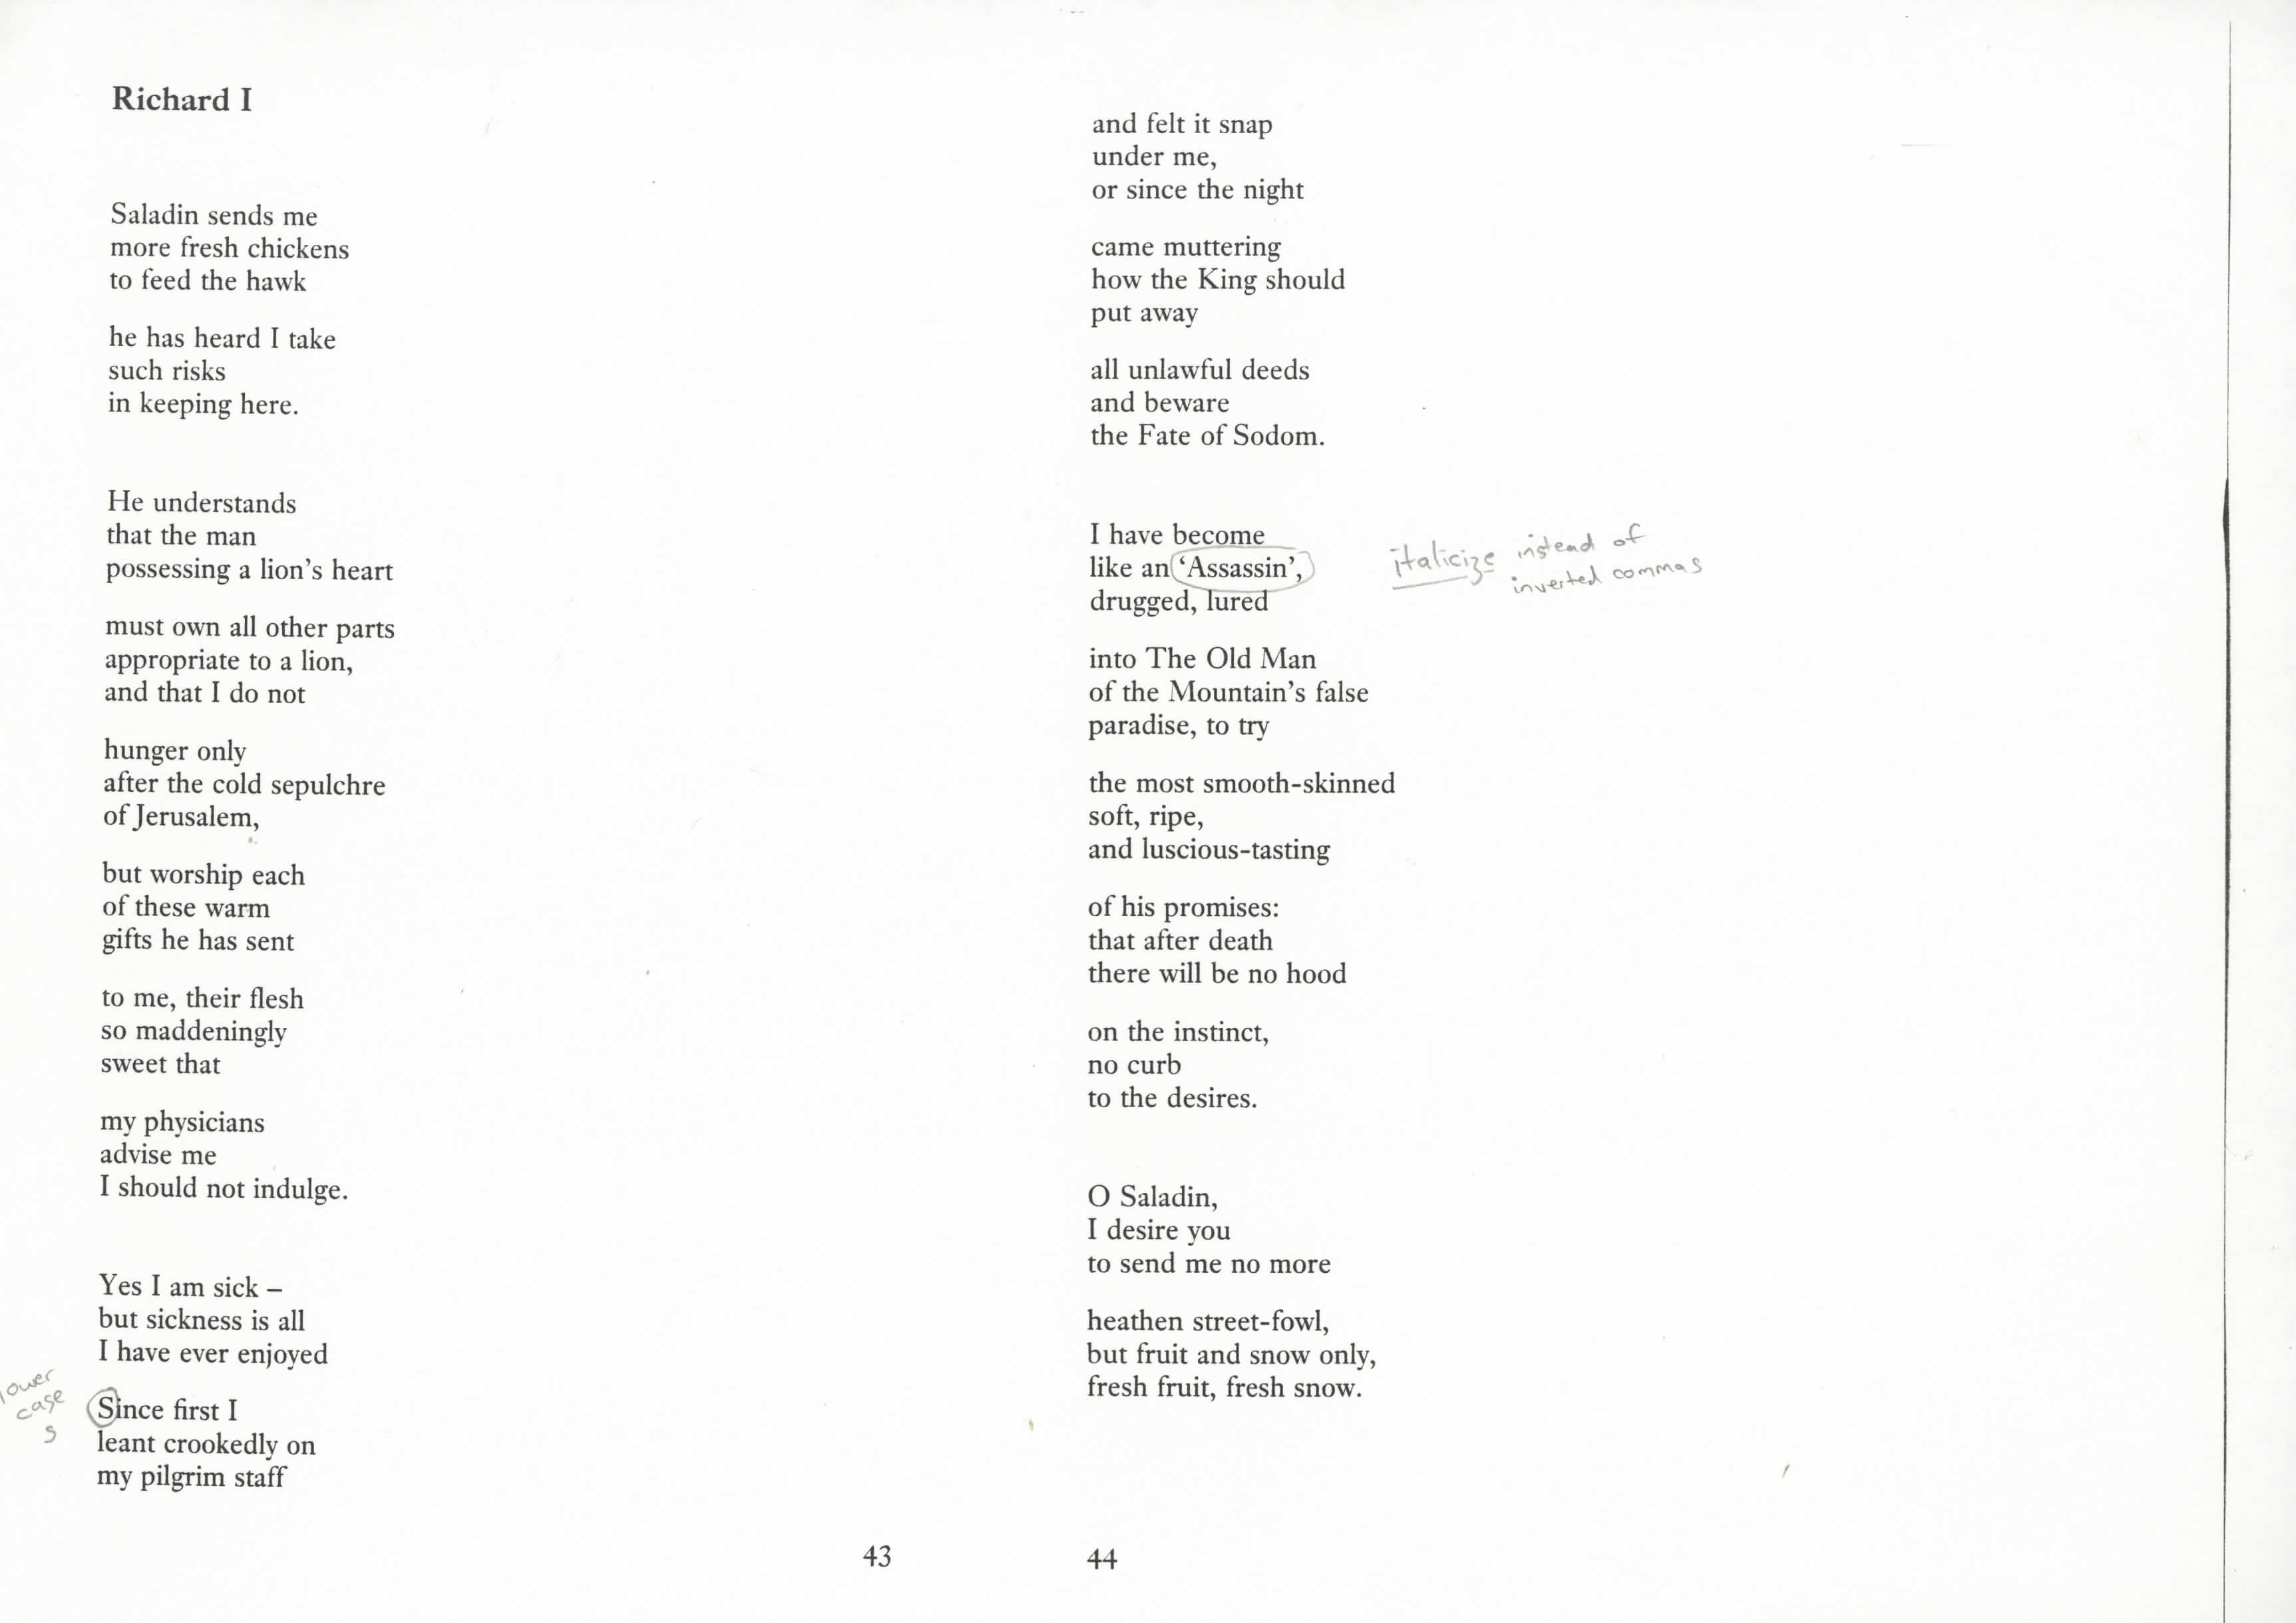 Richard I
Saladin sends me
more fresh chickens
to feed the hawk
he has heard I take
such risks
in keeping here.
He understands
that the man
possessing a lion's heart
must own all other parts
appropriate to a lion,
and that I do not
hunger only
after the cold sepulchre
of Jerusalem,
but worship each
of these warm
gifts he has sent
to me, their flesh
so maddeningly
sweet that
my physicians
advise me
I should not indulge.
Yes I am sick –
but sickness is all
I have ever enjoyed
lower
case
s
Since first I
leant crookedly on
my pilgrim staff
43
and felt it snap
under me,
or since the night
came muttering
how the King should
put away
all unlawful deeds
and beware
the Fate of Sodom.
I have become
like an ‘Assassin’,
drugged, lured
italicize instead of
inverted commas
into The Old Man
of the Mountain's false
paradise, to try
the most smooth-skinned
soft, ripe,
and luscious-tasting
of his promises:
that after death
there will be no hood
on the instinct,
no curb
to the desires.
O Saladin,
I desire you
to send me no more
heathen street-fowl,
but fruit and snow only,
fresh fruit, fresh snow.
44